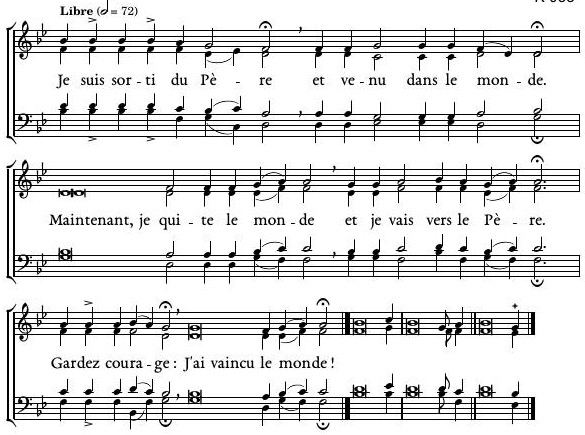 Libre (𝅗𝅥 = 72)
Je suis sor - ti du Pè - re et ve - nu dans le mon - de.
Maintenant, je qui - te le mon - de et je vais vers le Pè - re.
Gardez coura - ge : J'ai vaincu le monde !